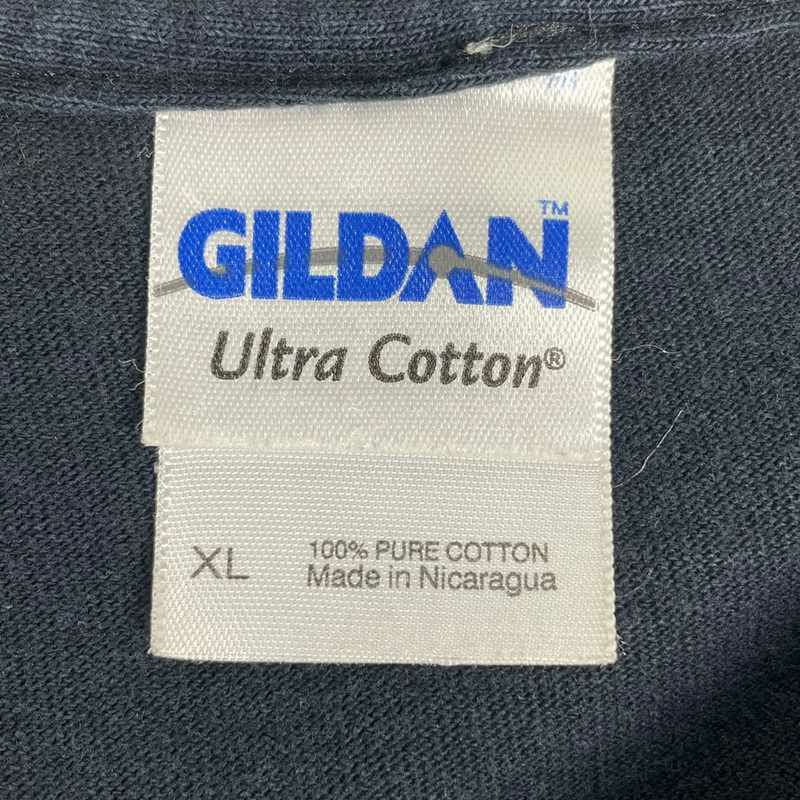 GILDAN™
Ultra Cotton®
XL 100% PURE COTTON
Made in Nicaragua